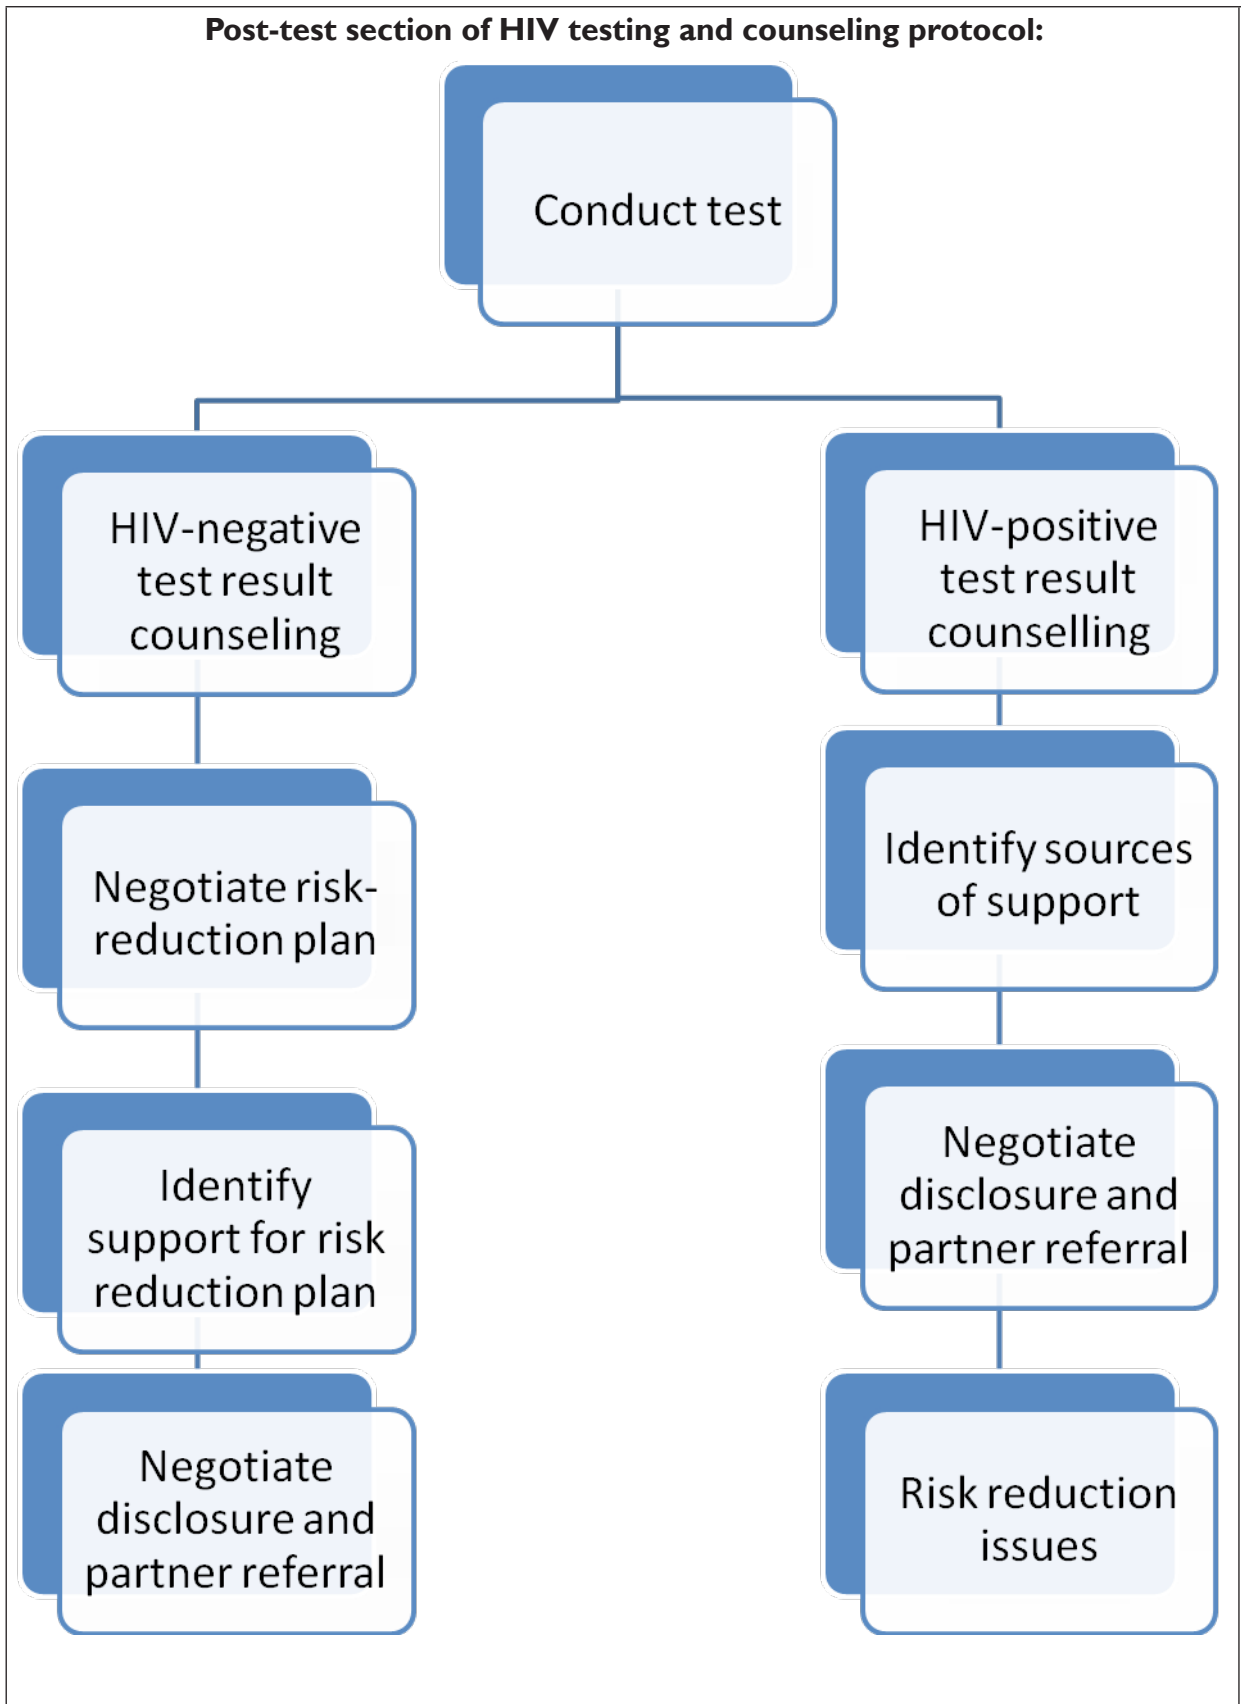 Post-test section of HIV testing and counseling protocol:
Conduct test
HIV-negative
test result
counseling
Negotiate risk-
reduction plan
Identify
support for risk
reduction plan
Negotiate
disclosure and
partner referral
HIV-positive
test result
counselling
Identify sources
of support
Negotiate
disclosure and
partner referral
Risk reduction
issues